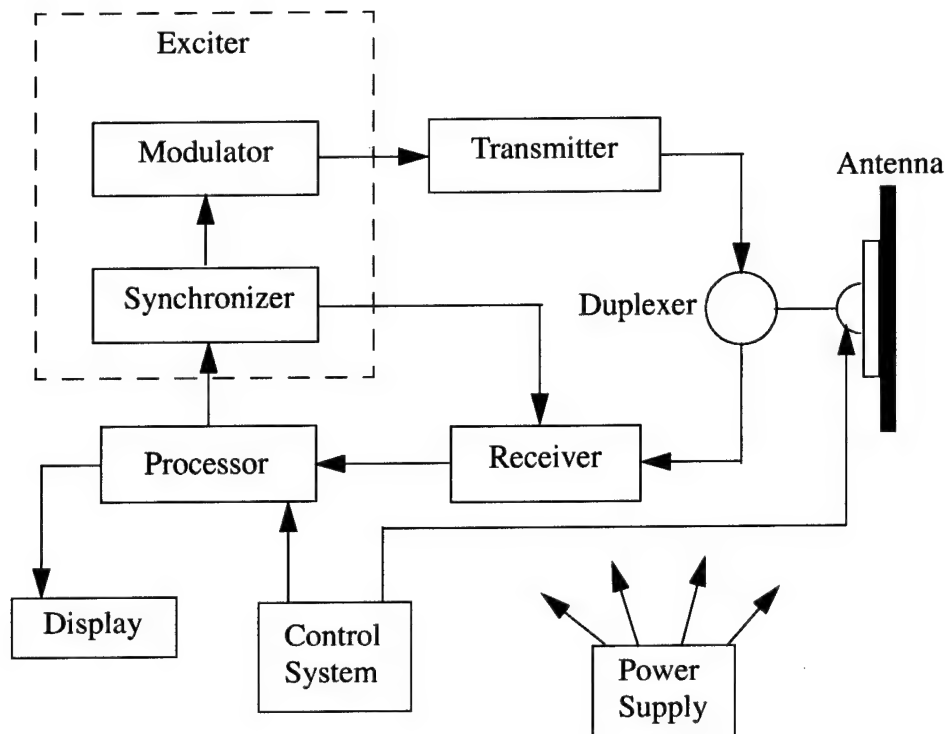 Exciter
Modulator
Transmitter
Antenna
Synchronizer
Duplexer
Processor
Receiver
Display
Control
System
Power
Supply